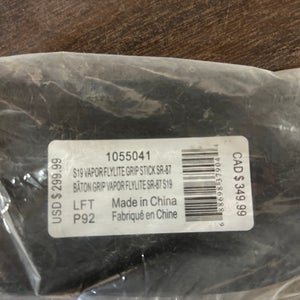 1055041
S19 VAPOR FLYLITE GRIP STICK SR-87
BÂTON GRIP VAPOR FLYLITE SR-87 S19
LFT Made in China
P92 Fabriqué en Chine
USD $ 299.99
CAD $ 349.99